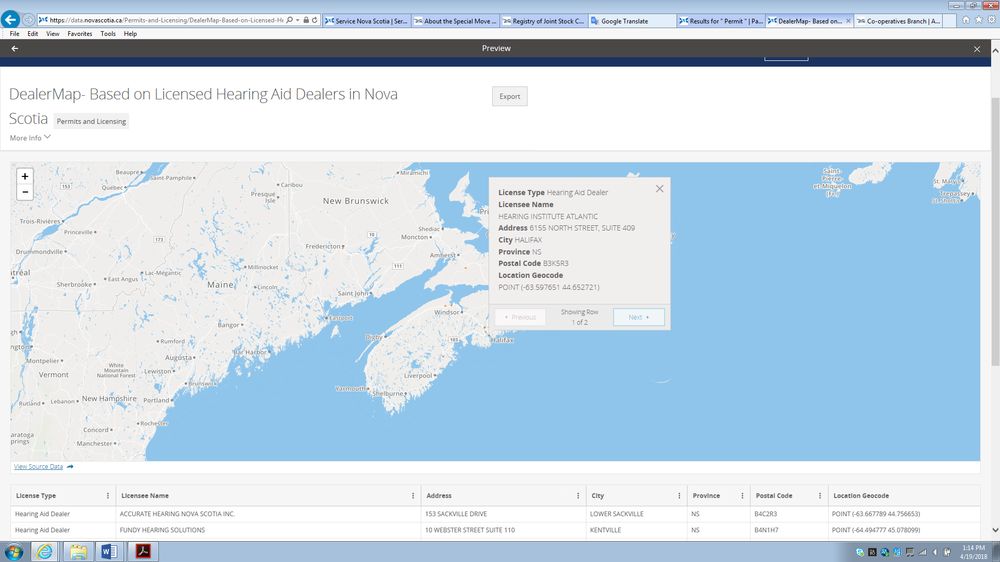 https://data.novascotia.ca/Permits-and-Licensing/DealerMap-Based-on-Licensed-He
Service Nova Scotia | Ser...
About the Special Move ...
Registry of Joint Stock C...
Google Translate
Results for " Permit " | Pa...
DealerMap- Based on...
Co-operatives Branch | A...
File Edit View Favorites Tools Help
Preview
DealerMap- Based on Licensed Hearing Aid Dealers in Nova
Scotia Permits and Licensing
Export
More Info
+
−
Beaupré
Saint-Pamphile
Miramichi
153
Québec
Caribou
Presque
Isle
New Brunswick
Saint-
Pierre-
et-Miquelon
(Fr.)
St. Mary's
Trepassey
St. Shott's
Trois-Rivières
Princeville
173
Shediac
10
Moncton
Fredericton
Drummondville
Amherst
Millinocket
111
Lac-Mégantic
East Angus
Sherbrooke
Maine
Lincoln
Saint John
Windsor
Eastport
Bangor
Digby
103
Halifax
Rumford
Bar Harbor
Augusta
Montpelier
White
Mountain
National Forest
Vermont
Lewiston
Liverpool
Brunswick
Yarmouth
Shelburne
New Hampshire
Portland
Rutland
Lebanon
Rochester
Concord
Manchester
License Type Hearing Aid Dealer
Licensee Name
HEARING INSTITUTE ATLANTIC
Address 6155 NORTH STREET, SUITE 409
City HALIFAX
Province NS
Postal Code B3K5R3
Location Geocode
POINT (-63.597651 44.652721)
Previous
Showing Row
1 of 2
Next
View Source Data
License Type Licensee Name Address City Province Postal Code Location Geocode
Hearing Aid Dealer ACCURATE HEARING NOVA SCOTIA INC. 153 SACKVILLE DRIVE LOWER SACKVILLE NS B4C2R3 POINT (-63.667789 44.756653)
Hearing Aid Dealer FUNDY HEARING SOLUTIONS 10 WEBSTER STREET SUITE 110 KENTVILLE NS B4N1H7 POINT (-64.494777 45.078099)
1:14 PM
4/19/2018